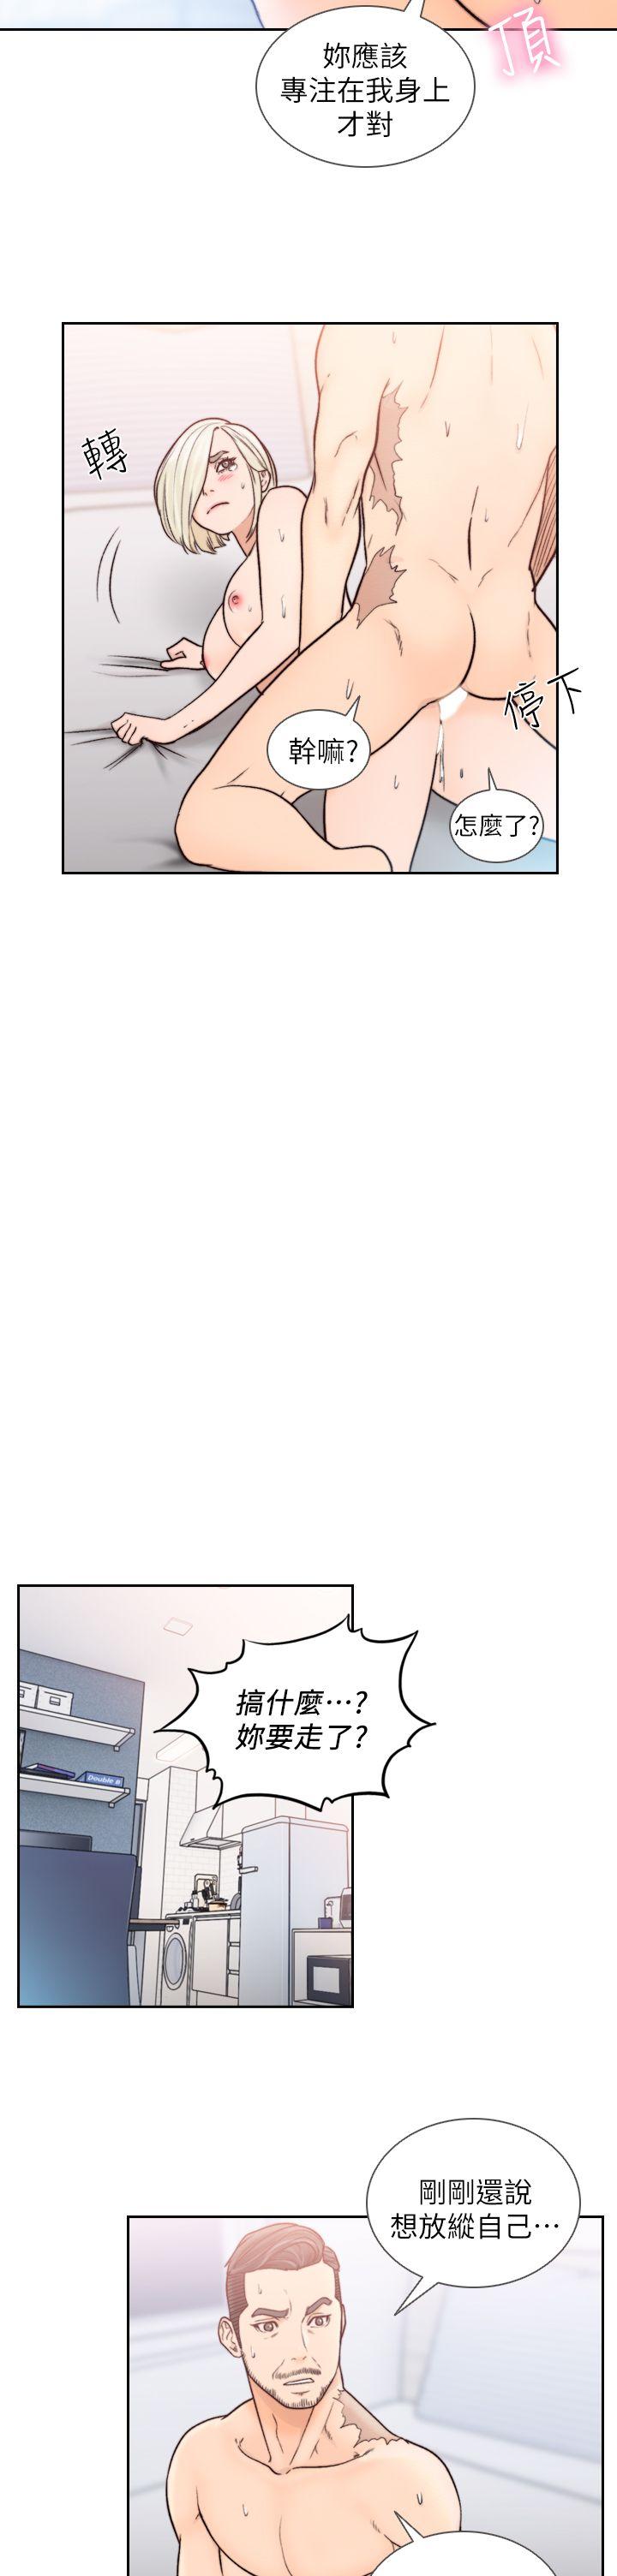 頂
妳應該
專注在我身上
才對
轉
幹嘛?
停下
怎麼了?
搞什麼…?
妳要走了?
Double B
剛剛還說
想放縱自己…